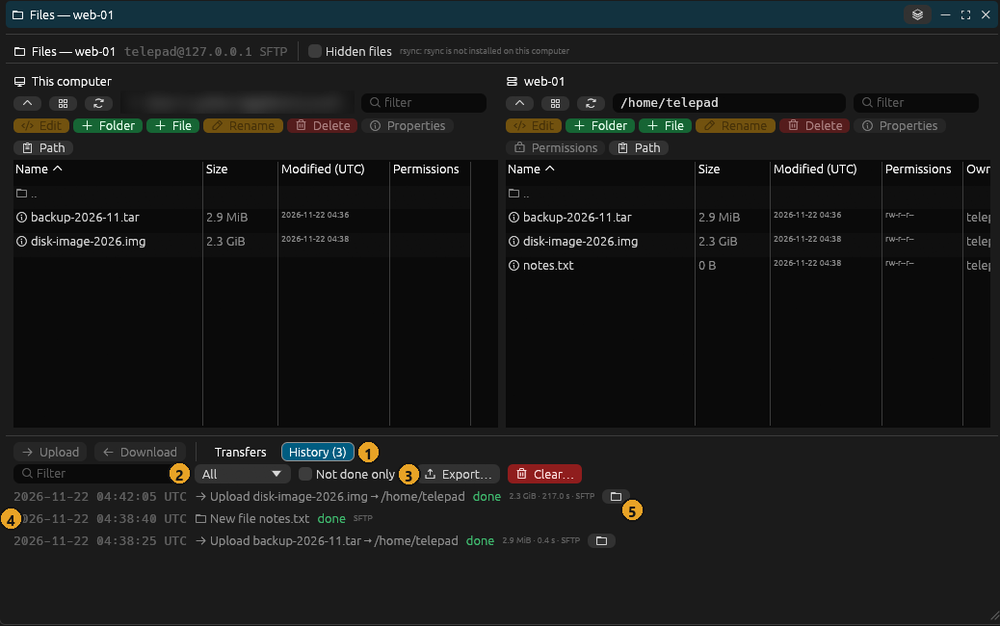 Files — web-01
Files — web-01 telepad@127.0.0.1 SFTP Hidden files rsync: rsync is not installed on this computer
This computer
filter
</> Edit + Folder + File Rename Delete Properties
Path
Name Size Modified (UTC) Permissions
..
backup-2026-11.tar 2.9 MiB 2026-11-22 04:36
disk-image-2026.img 2.3 GiB 2026-11-22 04:38
web-01
/home/telepad filter
</> Edit + Folder + File Rename Delete Properties
Permissions Path
Name Size Modified (UTC) Permissions Own
..
backup-2026-11.tar 2.9 MiB 2026-11-22 04:36 rw-r--r-- telep
disk-image-2026.img 2.3 GiB 2026-11-22 04:38 rw-r--r-- telep
notes.txt 0 B 2026-11-22 04:38 rw-r--r-- telep
→ Upload ← Download Transfers History (3) 1
Filter 2 All Not done only 3 Export... Clear...
2026-11-22 04:42:05 UTC → Upload disk-image-2026.img → /home/telepad done 2.3 GiB · 217.0 s · SFTP
5
4 2026-11-22 04:38:40 UTC New file notes.txt done SFTP
2026-11-22 04:38:25 UTC → Upload backup-2026-11.tar → /home/telepad done 2.9 MiB · 0.4 s · SFTP